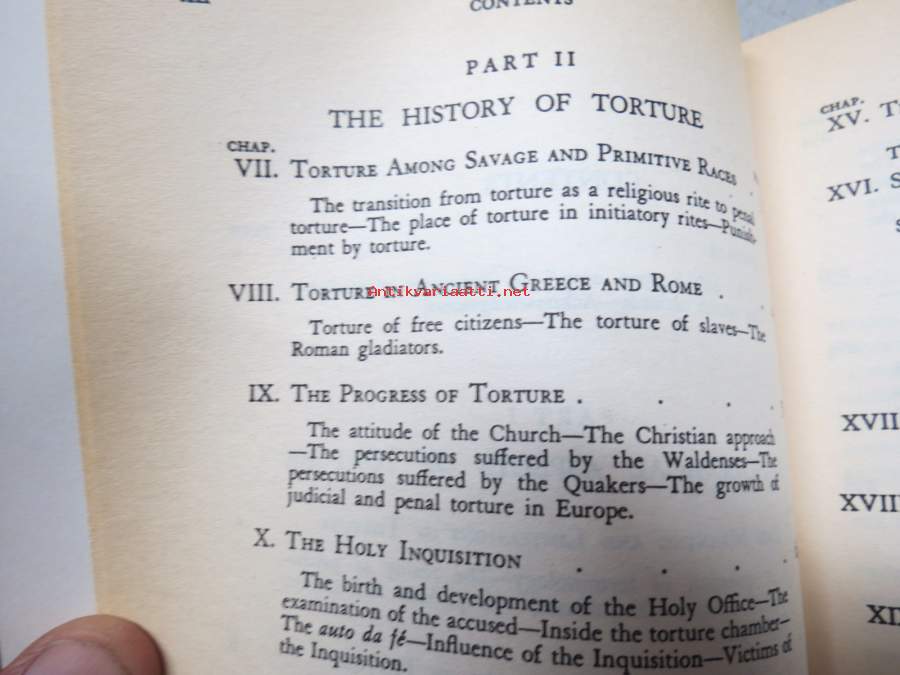 CONTENTS
PART II
THE HISTORY OF TORTURE
CHAP.
VII. TORTURE AMONG SAVAGE AND PRIMITIVE RACES
The transition from torture as a religious rite to penal
torture—The place of torture in initiatory rites—Punish-
ment by torture.
VIII. TORTURE IN ANCIENT GREECE AND ROME .
Antikvariaatti.net
Torture of free citizens—The torture of slaves—The
Roman gladiators.
IX. THE PROGRESS OF TORTURE . . . .
The attitude of the Church—The Christian approach
—The persecutions suffered by the Waldenses—The
persecutions suffered by the Quakers—The growth of
judicial and penal torture in Europe.
X. THE HOLY INQUISITION . . . .
The birth and development of the Holy Office—The
examination of the accused—Inside the torture chamber—
The auto da fé—Influence of the Inquisition—Victims of
the Inquisition.
CHAP.
XV. T
T
XVI. S
S
XVII
XVIII